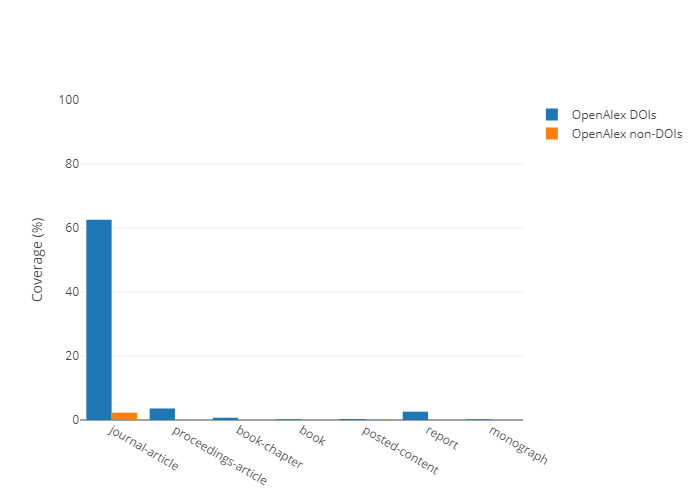 100
80
60
40
20
0
Coverage (%)
journal-article
proceedings-article
book-chapter
book
posted-content
report
monograph
OpenAlex DOIs
OpenAlex non-DOIs